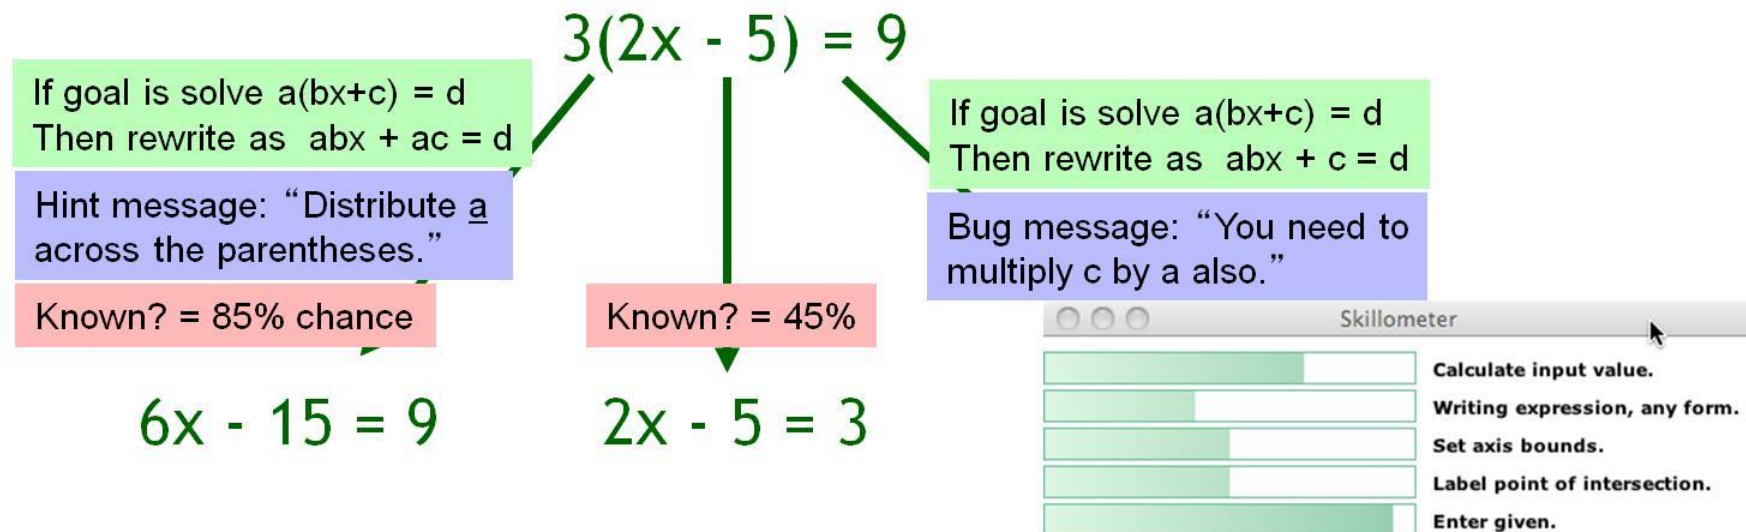 3(2x - 5) = 9
If goal is solve a(bx+c) = d
Then rewrite as abx + ac = d
Hint message: “Distribute a
across the parentheses.”
Known? = 85% chance
6x - 15 = 9
Known? = 45%
2x - 5 = 3
If goal is solve a(bx+c) = d
Then rewrite as abx + c = d
Bug message: “You need to
multiply c by a also.”
Skillometer
Calculate input value.
Writing expression, any form.
Set axis bounds.
Label point of intersection.
Enter given.